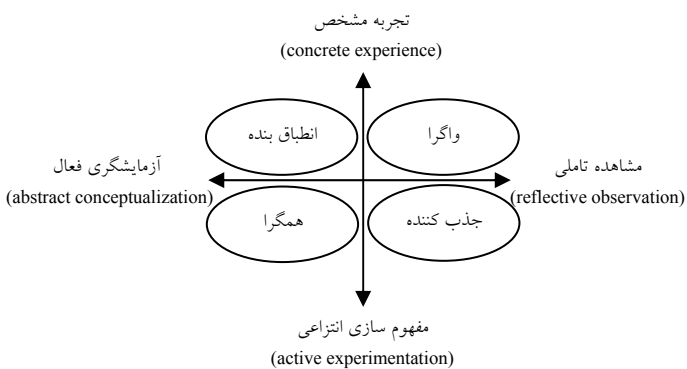 تجربه مشخص
(concrete experience)
انطباق بنده
واگرا
آزمایشگری فعال
(abstract conceptualization)
مشاهده تاملی
(reflective observation)
همگرا
جذب کننده
مفهوم سازی انتزاعی
(active experimentation)